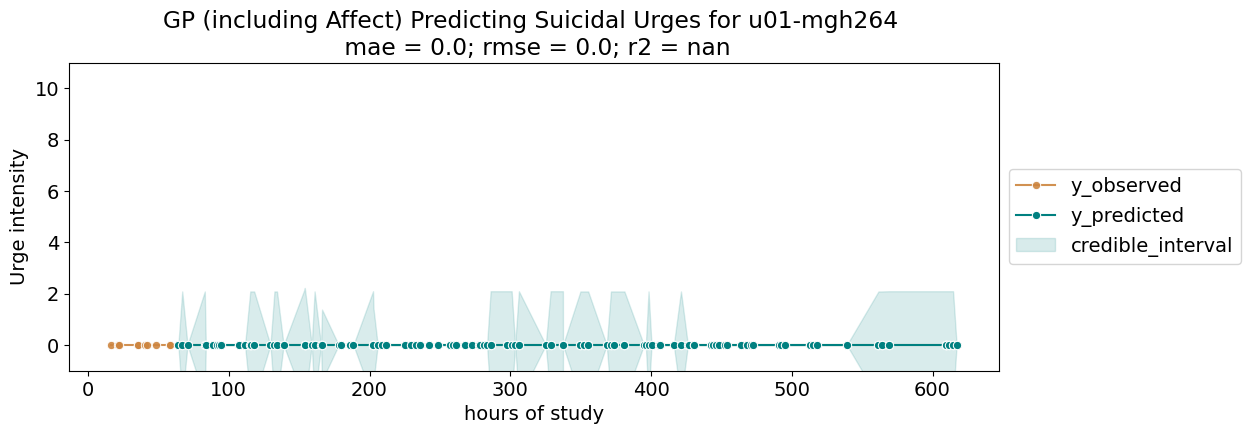 GP (including Affect) Predicting Suicidal Urges for u01-mgh264
mae = 0.0; rmse = 0.0; r2 = nan
Urge intensity
10
8
6
4
2
0
0 100 200 300 400 500 600
hours of study
y_observed
y_predicted
credible_interval